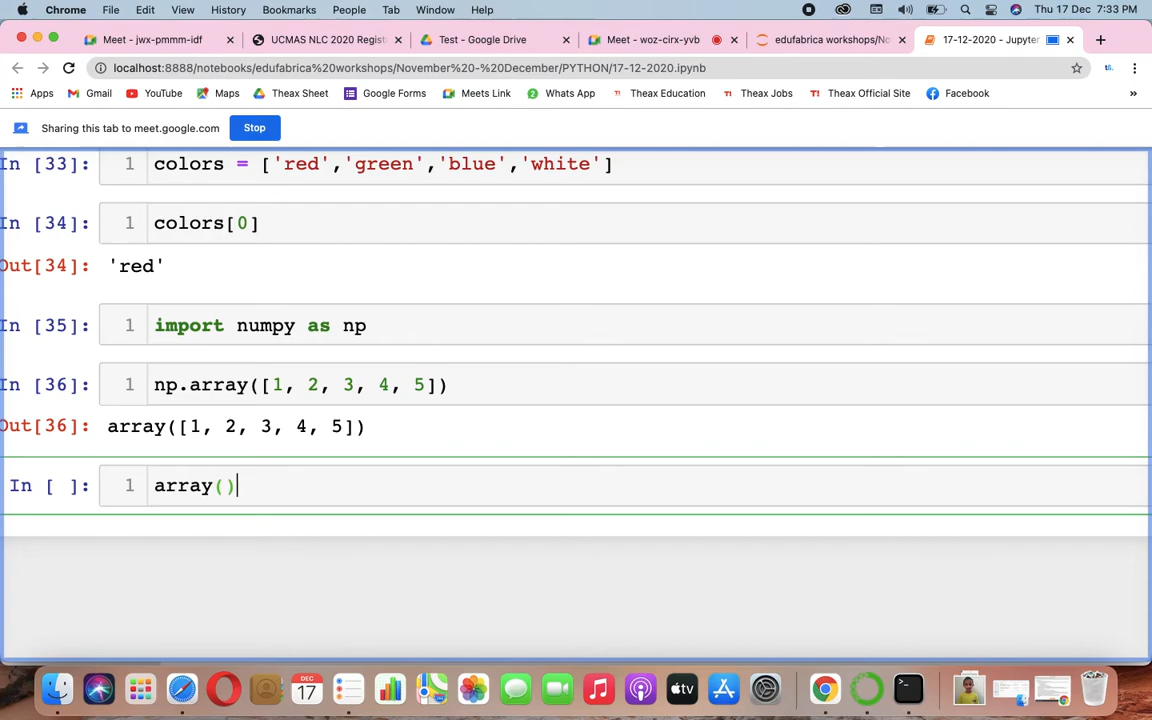 Chrome File Edit View History Bookmarks People Tab Window Help Thu 17 Dec 7:33 PM
Meet - jwx-pmmm-idf UCMAS NLC 2020 Regist Test - Google Drive Meet - woz-cirx-yvb edufabrica workshops/No 17-12-2020 - Jupyter
localhost:8888/notebooks/edufabrica%20workshops/November%20-%20December/PYTHON/17-12-2020.ipynb
Apps Gmail YouTube Maps Theax Sheet Google Forms Meets Link Whats App Theax Education Theax Jobs Theax Official Site Facebook »
Sharing this tab to meet.google.com Stop
In [33]: 1 colors = ['red','green','blue','white']
In [34]: 1 colors[0]
Out[34]: 'red'
In [35]: 1 import numpy as np
In [36]: 1 np.array([1, 2, 3, 4, 5])
Out[36]: array([1, 2, 3, 4, 5])
In [ ]: 1 array()
DEC
17
tv